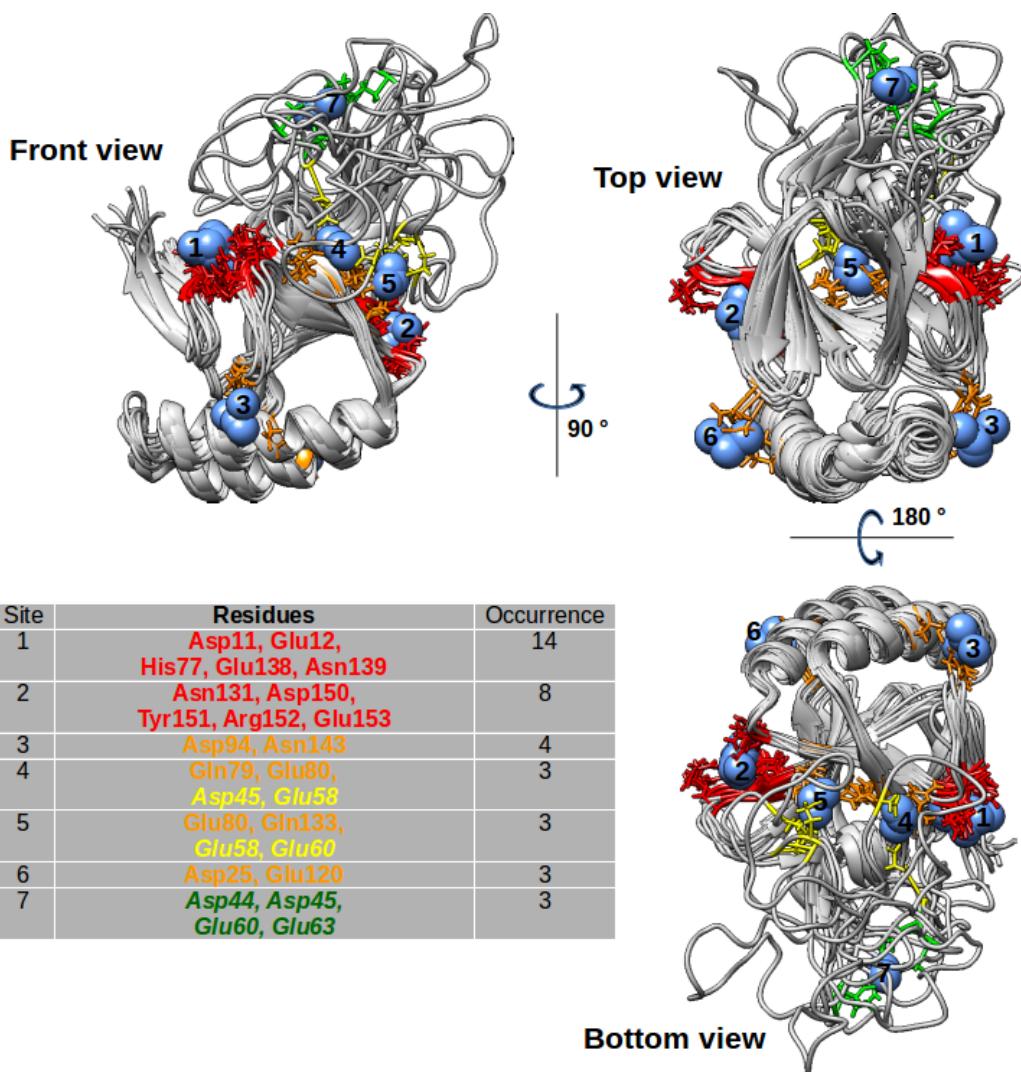 Front view
7
1
4
5
2
3
Top view
7
1
5
2
6
3
90 °
180 °
Site Residues Occurrence
1 Asp11, Glu12, 14
His77, Glu138, Asn139
2 Asn131, Asp150, 8
Tyr151, Arg152, Glu153
3 Asp94, Asn143 4
4 Gln79, Glu80, 3
Asp45, Glu58
5 Glu80, Gln133, 3
Glu58, Glu60
6 Asp25, Glu120 3
7 Asp44, Asp45, 3
Glu60, Glu63
6
3
2
5
4
1
7
Bottom view